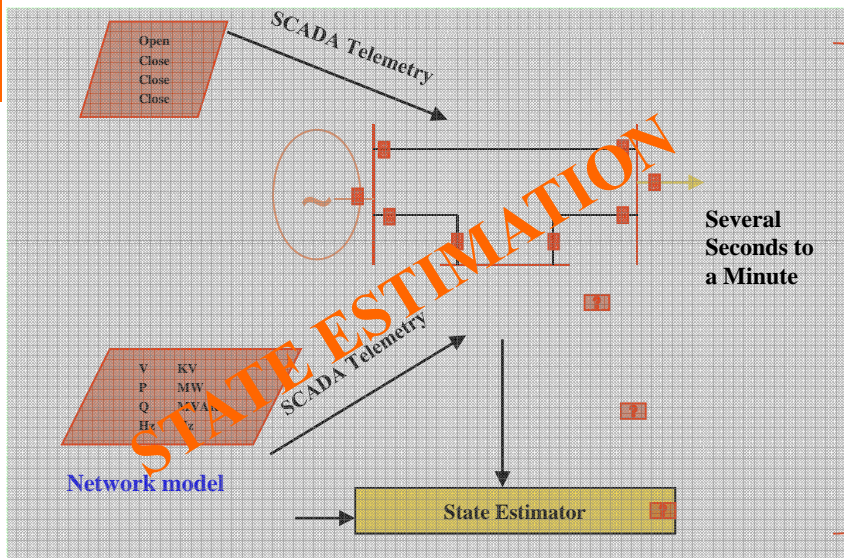 Open
Close
Close
Close
SCADA Telemetry
~
STATE ESTIMATION
Several
Seconds to
a Minute
?
V KV
P MW
Q
Hz
SCADA Telemetry
?
Network model
State Estimator
?